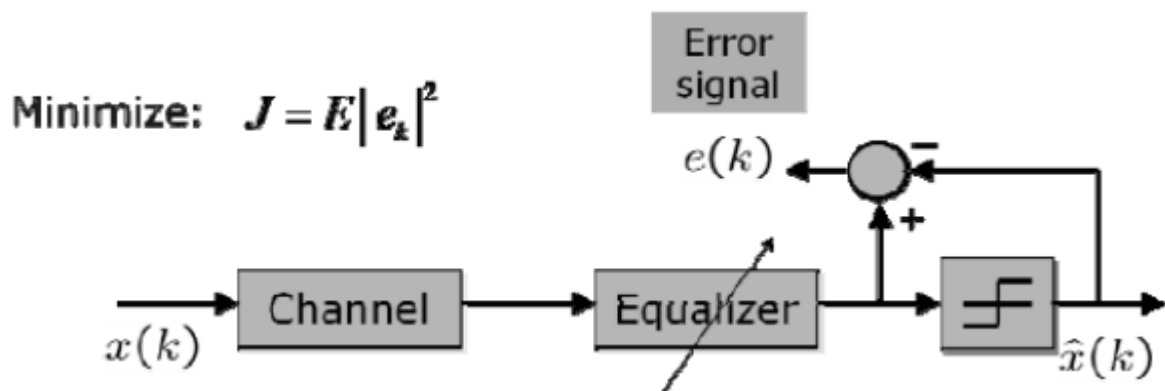 Error
signal
Minimize: J = E|e_k|^2
e(k)
−
+
Channel
Equalizer
x(k)
x̂(k)